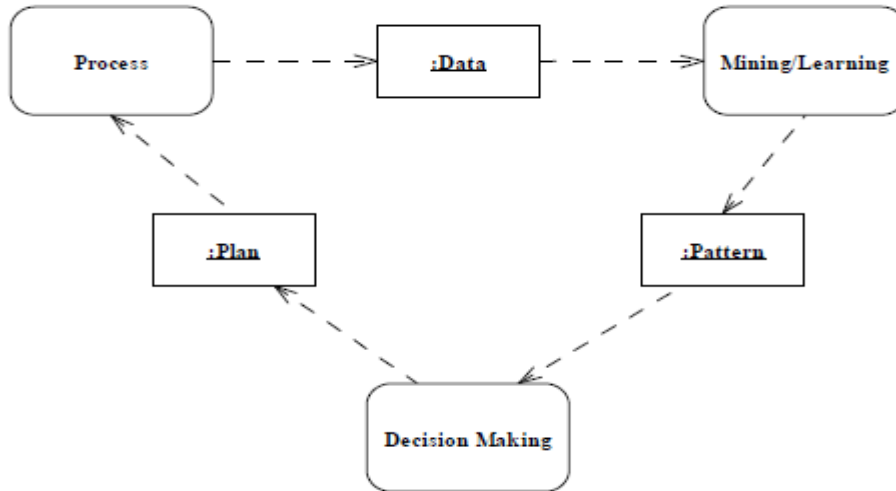 Process
:Data
Mining/Learning
:Plan
:Pattern
Decision Making